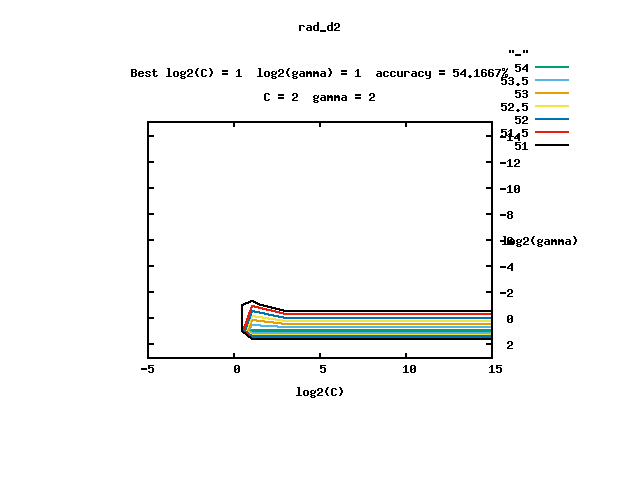 rad_d2
"_"
Best log2(C) = 1  log2(gamma) = 1  accuracy = 54.1667%
54
53.5
C = 2  gamma = 2
53
52.5
52
51.5
-14
51
-12
-10
-8
-6
log2(gamma)
-4
-2
0
2
-5 0 5 10 15
log2(C)